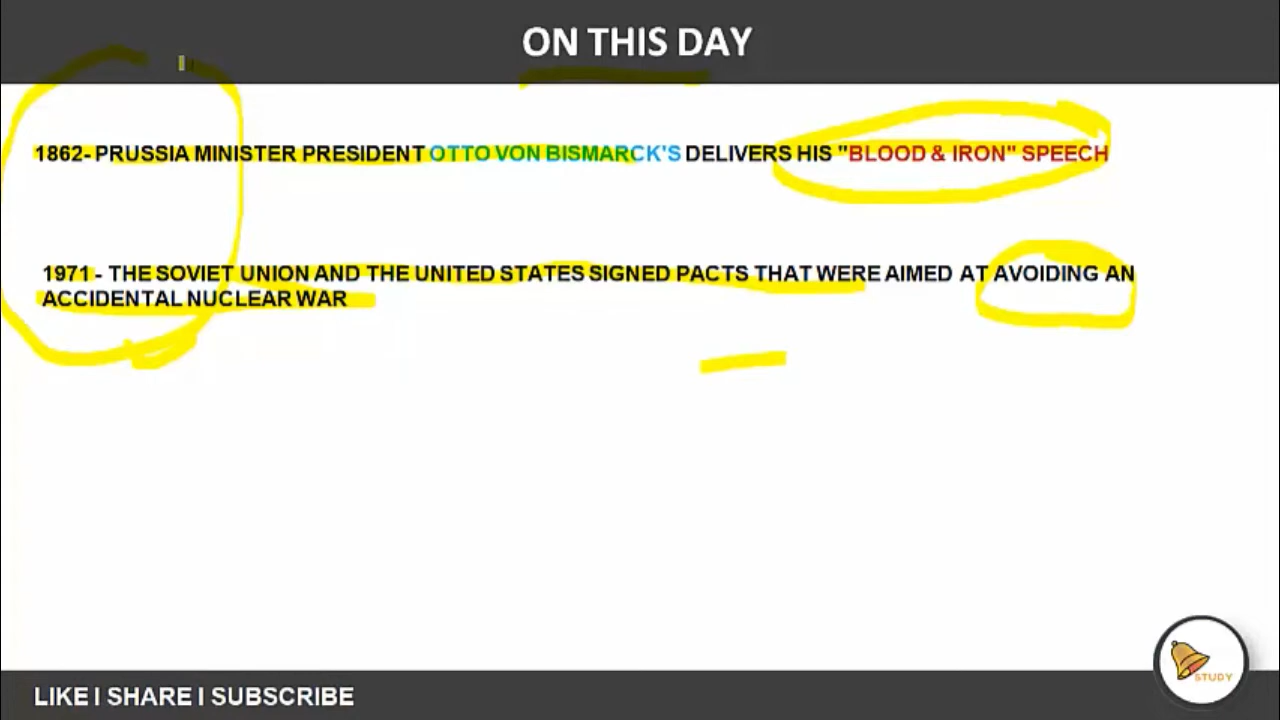 ON THIS DAY
1862- PRUSSIA MINISTER PRESIDENT OTTO VON BISMARCK'S DELIVERS HIS "BLOOD & IRON" SPEECH
1971 - THE SOVIET UNION AND THE UNITED STATES SIGNED PACTS THAT WERE AIMED AT AVOIDING AN
ACCIDENTAL NUCLEAR WAR
STUDY
LIKE I SHARE I SUBSCRIBE